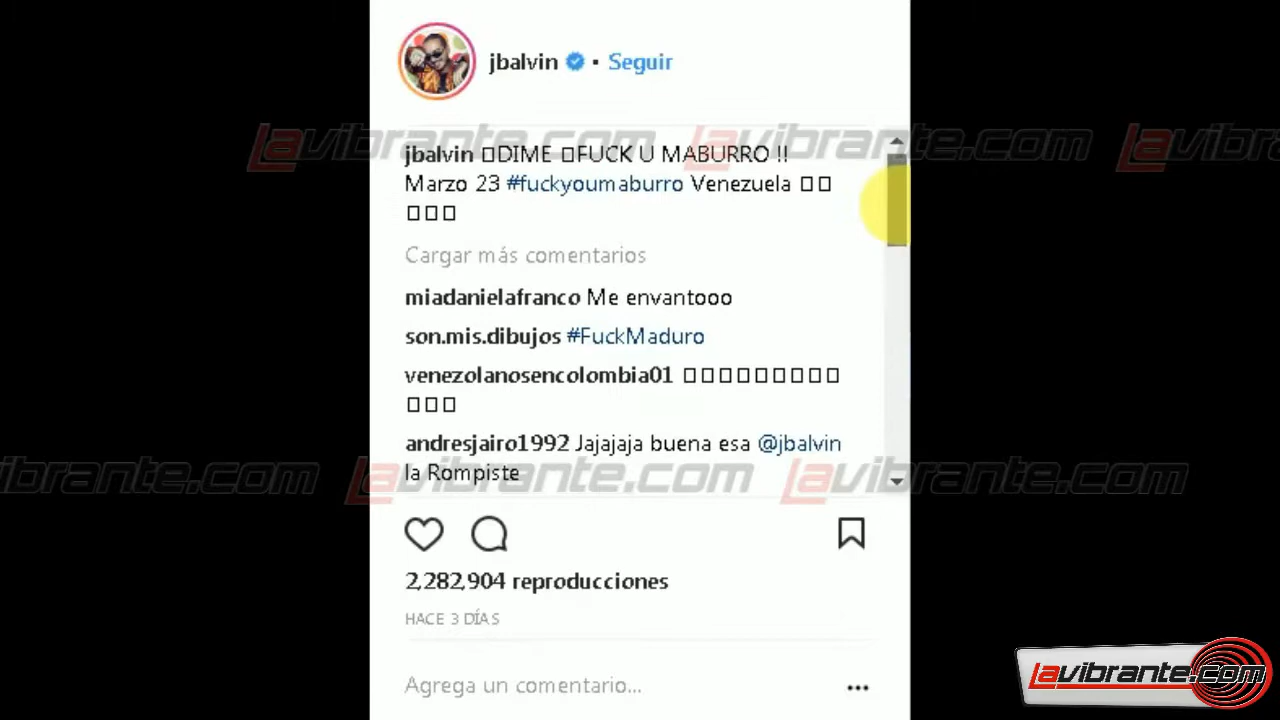 jbalvin • Seguir
lavibrante.com lavibrante.com lavibrante.com
jbalvin □DIME □FUCK U MABURRO !!
Marzo 23 #fuckyoumaburro Venezuela □□
□□□
Cargar más comentarios
miadanielafranco Me envantooo
son.mis.dibujos #FuckMaduro
venezolanosencolombia01 □□□□□□□□□
□□□
andresjairo1992 Jajajaja buena esa @jbalvin
la Rompiste
lavibrante.com lavibrante.com lavibrante.com
2,282,904 reproducciones
HACE 3 DÍAS
Agrega un comentario...
lavibrante.com